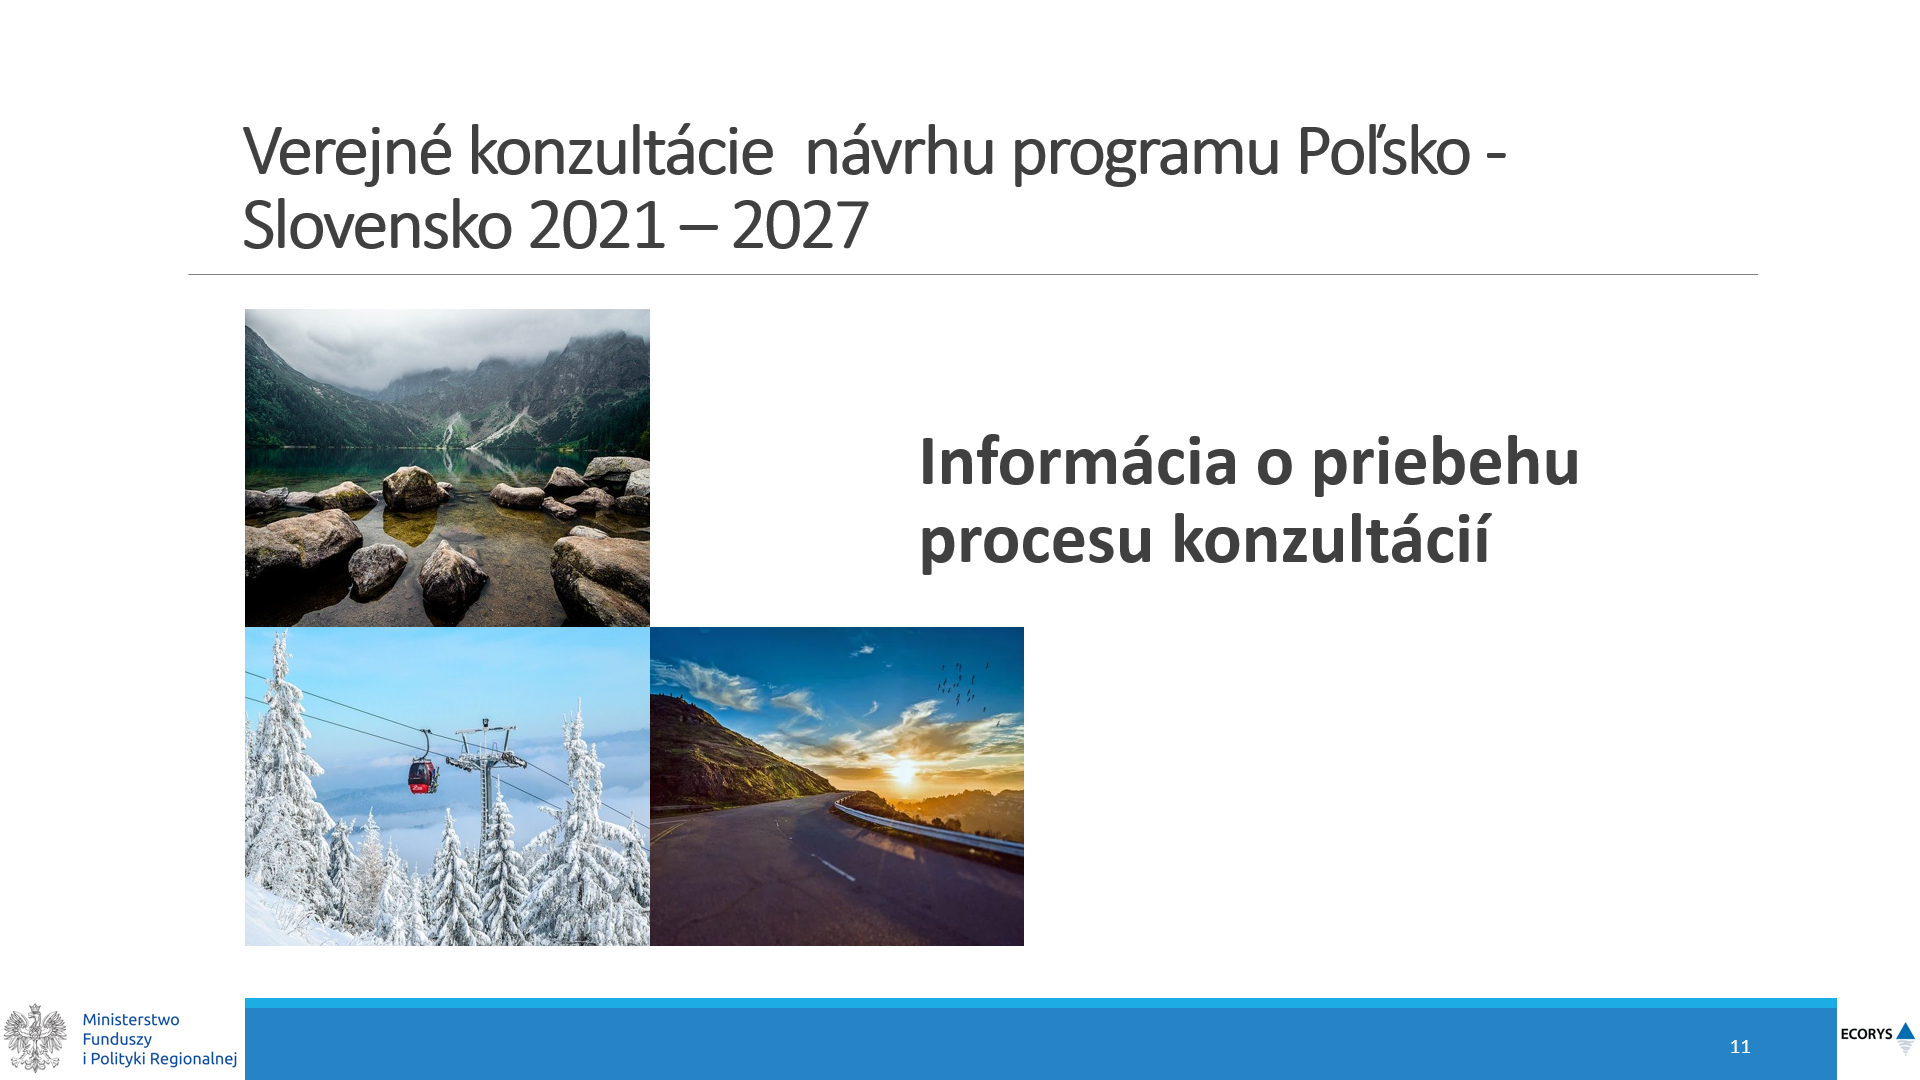 Verejné konzultácie  návrhu programu Poľsko -
Slovensko 2021 – 2027
Informácia o priebehu
procesu konzultácií
Ministerstwo
Funduszy
i Polityki Regionalnej
11
ECORYS